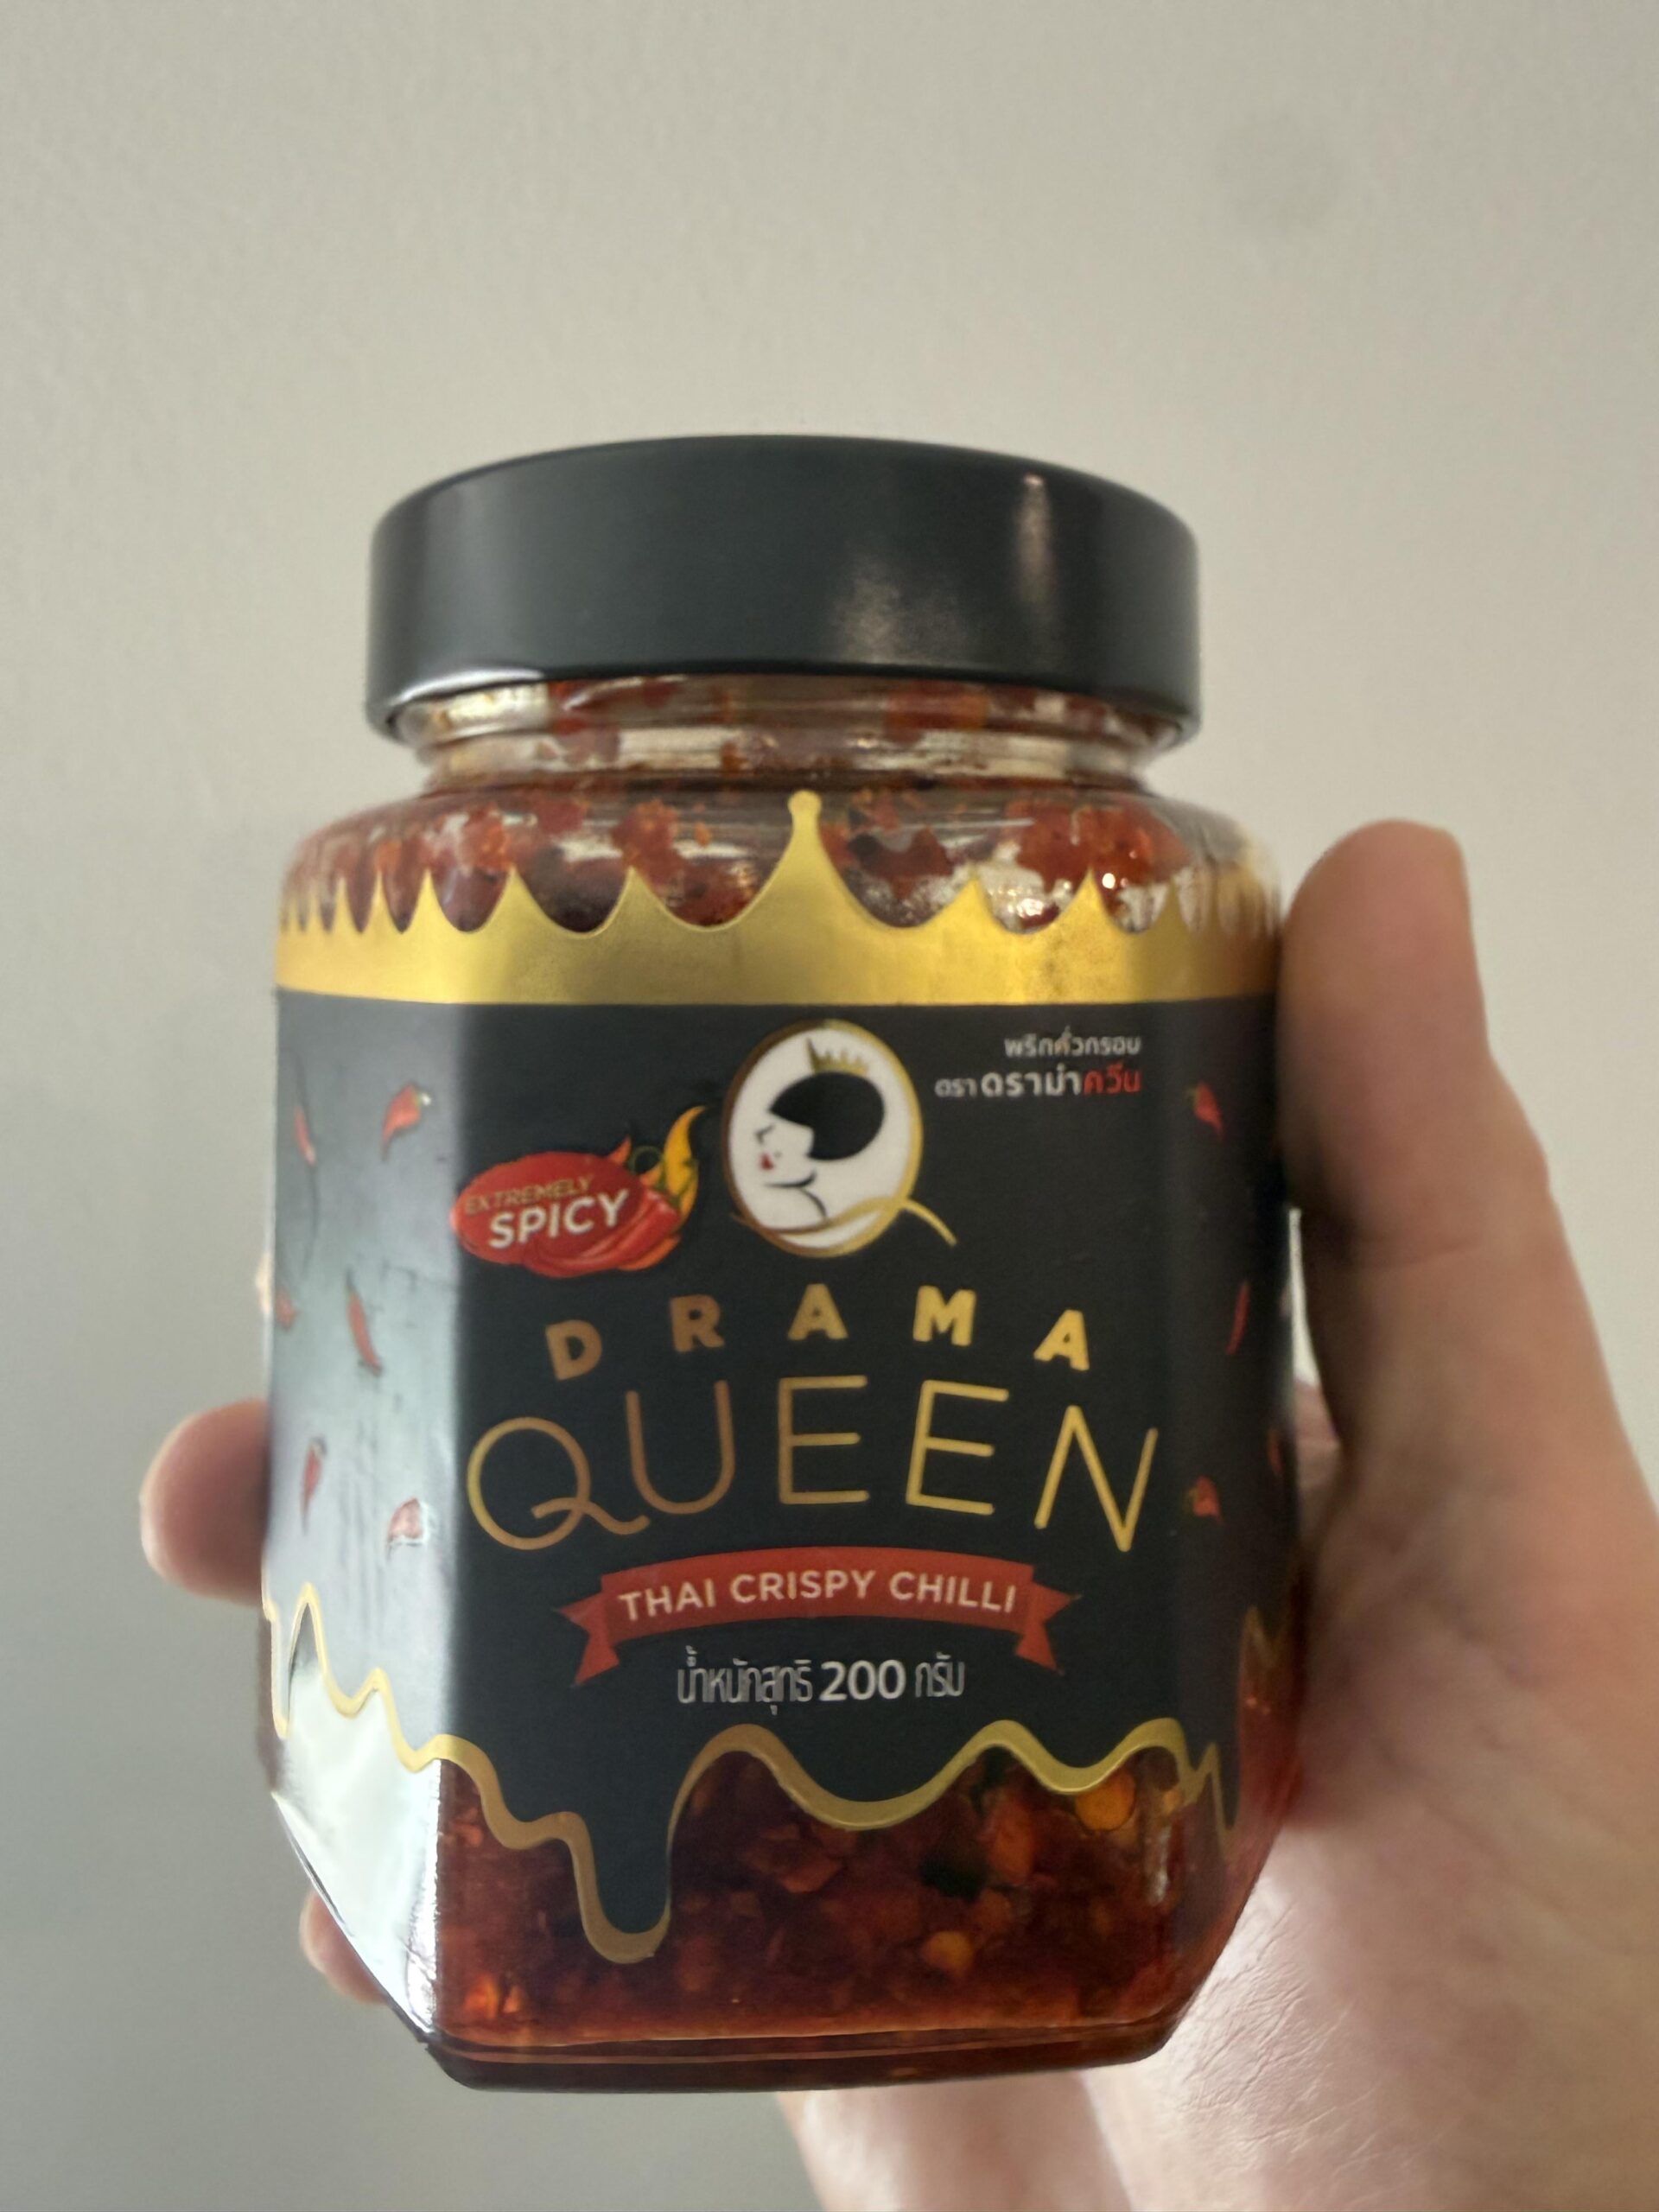 พริกคั่วกรอบ
ตราดราม่าควีน
EXTREMELY
SPICY
DRAMA
QUEEN
THAI CRISPY CHILLI
น้ำหนักสุทธิ 200 กรัม